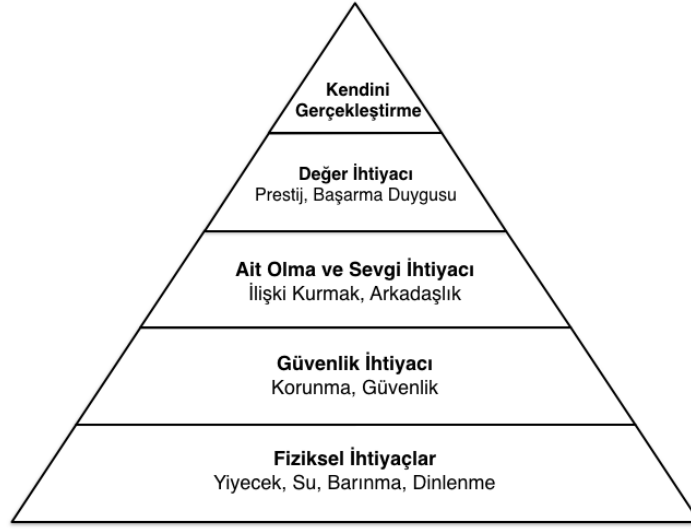 Kendini
Gerçekleştirme
Değer İhtiyacı
Prestij, Başarma Duygusu
Ait Olma ve Sevgi İhtiyacı
İlişki Kurmak, Arkadaşlık
Güvenlik İhtiyacı
Korunma, Güvenlik
Fiziksel İhtiyaçlar
Yiyecek, Su, Barınma, Dinlenme